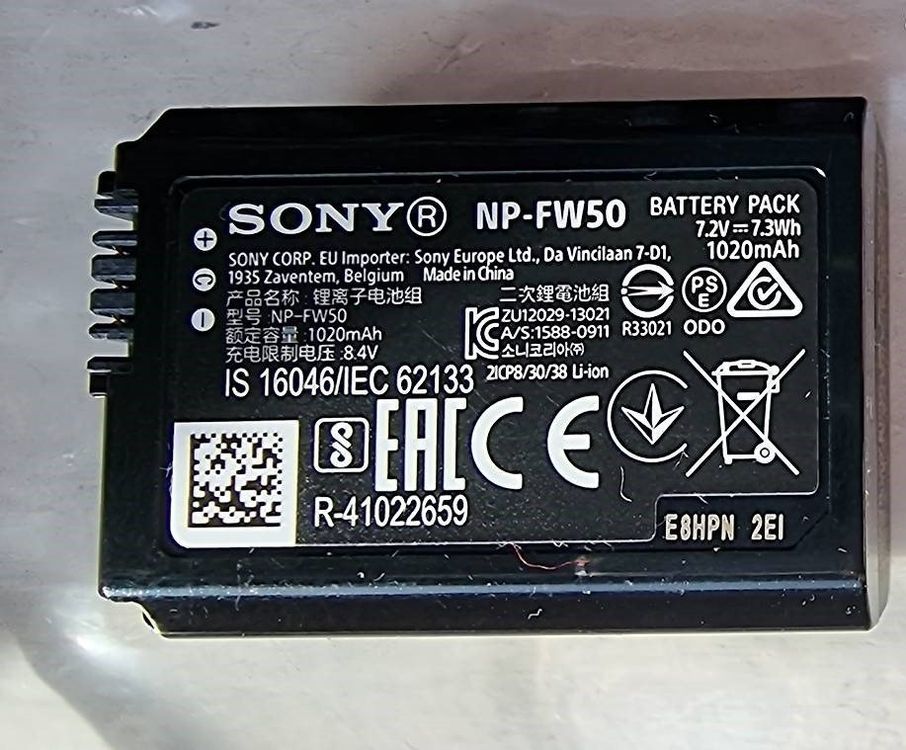 SONY® NP-FW50 BATTERY PACK
7.2V⎓7.3Wh
1020mAh
SONY CORP. EU Importer: Sony Europe Ltd., Da Vincilaan 7-D1,
1935 Zaventem, Belgium Made in China
产品名称：锂离子电池组
型号：NP-FW50
额定容量：1020mAh
充电限制电压：8.4V
二次鋰電池組
ZU12029-13021
A/S:1588-0911
소니코리아㈜
2ICP8/30/38 Li-ion
R33021
PS
E
ODO
IS 16046/IEC 62133
EAC CE
R-41022659
E8HPN 2EI